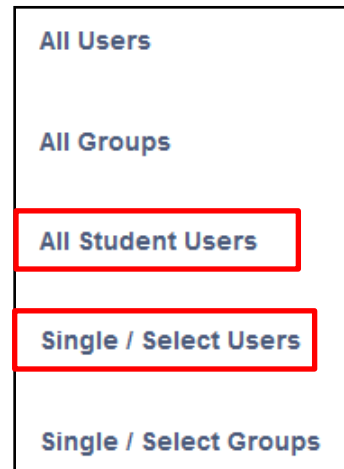 All Users
All Groups
All Student Users
Single / Select Users
Single / Select Groups